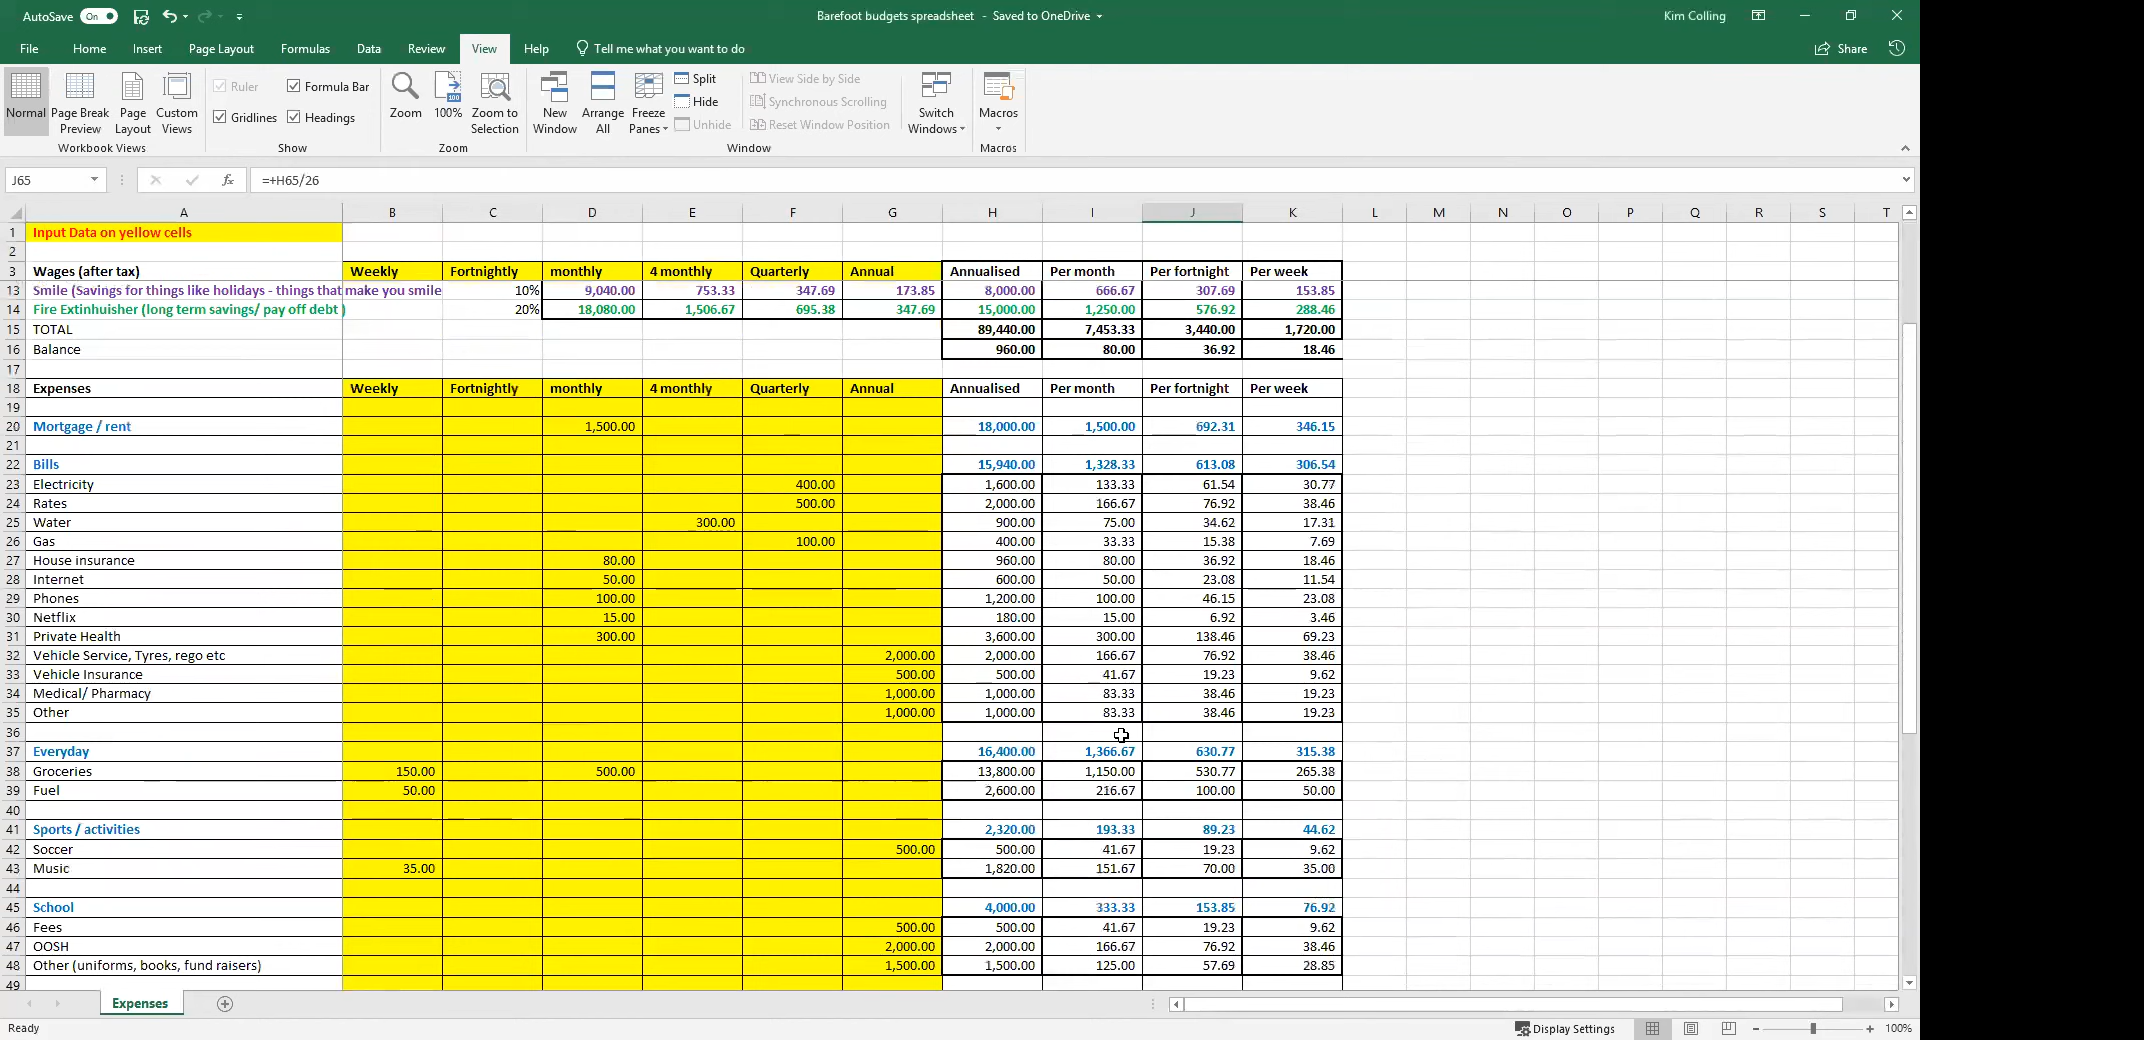 AutoSave On Barefoot budgets spreadsheet - Saved to OneDrive Kim Colling
File Home Insert Page Layout Formulas Data Review View Help Tell me what you want to do Share
Normal Page Break Preview Page Layout Custom Views
Workbook Views
Ruler Formula Bar
Gridlines Headings
Show
Zoom 100% Zoom to Selection
Zoom
New Window Arrange All Freeze Panes
Split View Side by Side
Hide Synchronous Scrolling
Unhide Reset Window Position
Switch Windows
Window
Macros
Macros
J65 fx =+H65/26
A B C D E F G H I J K L M N O P Q R S T
1 Input Data on yellow cells
2
3 Wages (after tax) Weekly Fortnightly monthly 4 monthly Quarterly Annual Annualised Per month Per fortnight Per week
13 Smile (Savings for things like holidays - things that make you smile 10% 9,040.00 753.33 347.69 173.85 8,000.00 666.67 307.69 153.85
14 Fire Extinhuisher (long term savings/ pay off debt ) 20% 18,080.00 1,506.67 695.38 347.69 15,000.00 1,250.00 576.92 288.46
15 TOTAL 89,440.00 7,453.33 3,440.00 1,720.00
16 Balance 960.00 80.00 36.92 18.46
17
18 Expenses Weekly Fortnightly monthly 4 monthly Quarterly Annual Annualised Per month Per fortnight Per week
19
20 Mortgage / rent 1,500.00 18,000.00 1,500.00 692.31 346.15
21
22 Bills 15,940.00 1,328.33 613.08 306.54
23 Electricity 400.00 1,600.00 133.33 61.54 30.77
24 Rates 500.00 2,000.00 166.67 76.92 38.46
25 Water 300.00 900.00 75.00 34.62 17.31
26 Gas 100.00 400.00 33.33 15.38 7.69
27 House insurance 80.00 960.00 80.00 36.92 18.46
28 Internet 50.00 600.00 50.00 23.08 11.54
29 Phones 100.00 1,200.00 100.00 46.15 23.08
30 Netflix 15.00 180.00 15.00 6.92 3.46
31 Private Health 300.00 3,600.00 300.00 138.46 69.23
32 Vehicle Service, Tyres, rego etc 2,000.00 2,000.00 166.67 76.92 38.46
33 Vehicle Insurance 500.00 500.00 41.67 19.23 9.62
34 Medical/ Pharmacy 1,000.00 1,000.00 83.33 38.46 19.23
35 Other 1,000.00 1,000.00 83.33 38.46 19.23
36
37 Everyday 16,400.00 1,366.67 630.77 315.38
38 Groceries 150.00 500.00 13,800.00 1,150.00 530.77 265.38
39 Fuel 50.00 2,600.00 216.67 100.00 50.00
40
41 Sports / activities 2,320.00 193.33 89.23 44.62
42 Soccer 500.00 500.00 41.67 19.23 9.62
43 Music 35.00 1,820.00 151.67 70.00 35.00
44
45 School 4,000.00 333.33 153.85 76.92
46 Fees 500.00 500.00 41.67 19.23 9.62
47 OOSH 2,000.00 2,000.00 166.67 76.92 38.46
48 Other (uniforms, books, fund raisers) 1,500.00 1,500.00 125.00 57.69 28.85
49
Expenses
Ready Display Settings 100%